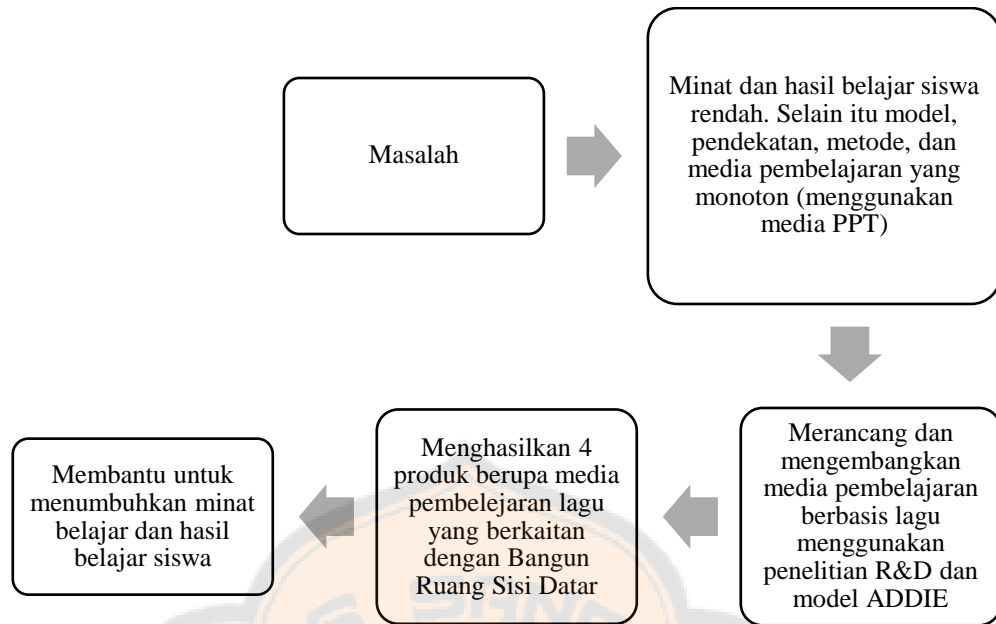 Masalah
Minat dan hasil belajar siswa
rendah. Selain itu model,
pendekatan, metode, dan
media pembelajaran yang
monoton (menggunakan
media PPT)
Merancang dan
mengembangkan
media pembelajaran
berbasis lagu
menggunakan
penelitian R&D dan
model ADDIE
Menghasilkan 4
produk berupa media
pembelejaran lagu
yang berkaitan
dengan Bangun
Ruang Sisi Datar
Membantu untuk
menumbuhkan minat
belajar dan hasil
belajar siswa